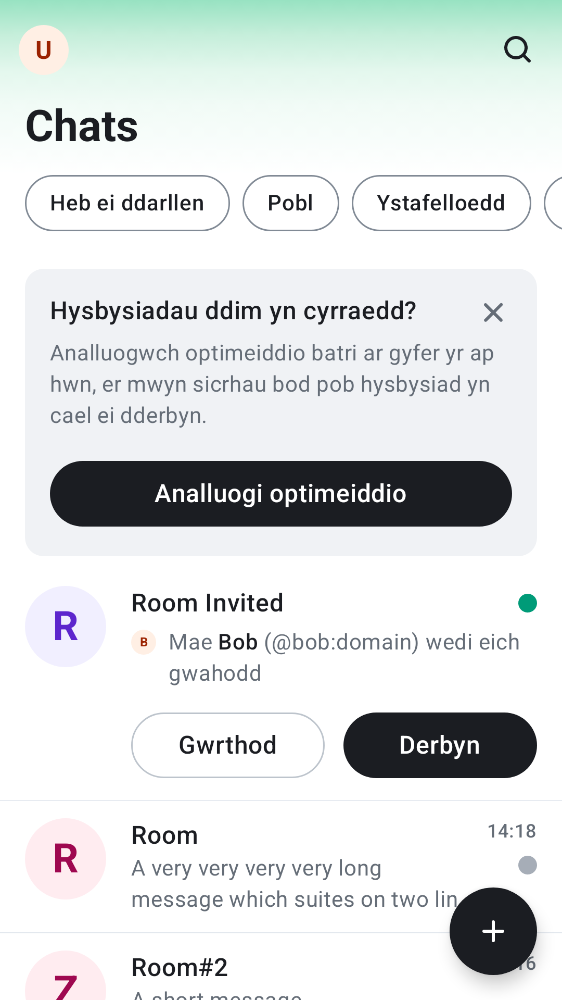 U
Chats
Heb ei ddarllen
Pobl
Ystafelloedd
Hysbysiadau ddim yn cyrraedd?
Analluogwch optimeiddio batri ar gyfer yr ap
hwn, er mwyn sicrhau bod pob hysbysiad yn
cael ei dderbyn.
Analluogi optimeiddio
R
Room Invited
B
Mae Bob (@bob:domain) wedi eich
gwahodd
Gwrthod
Derbyn
R
Room
14:18
A very very very very long
message which suites on two lin
Z
Room#2
16
A short message